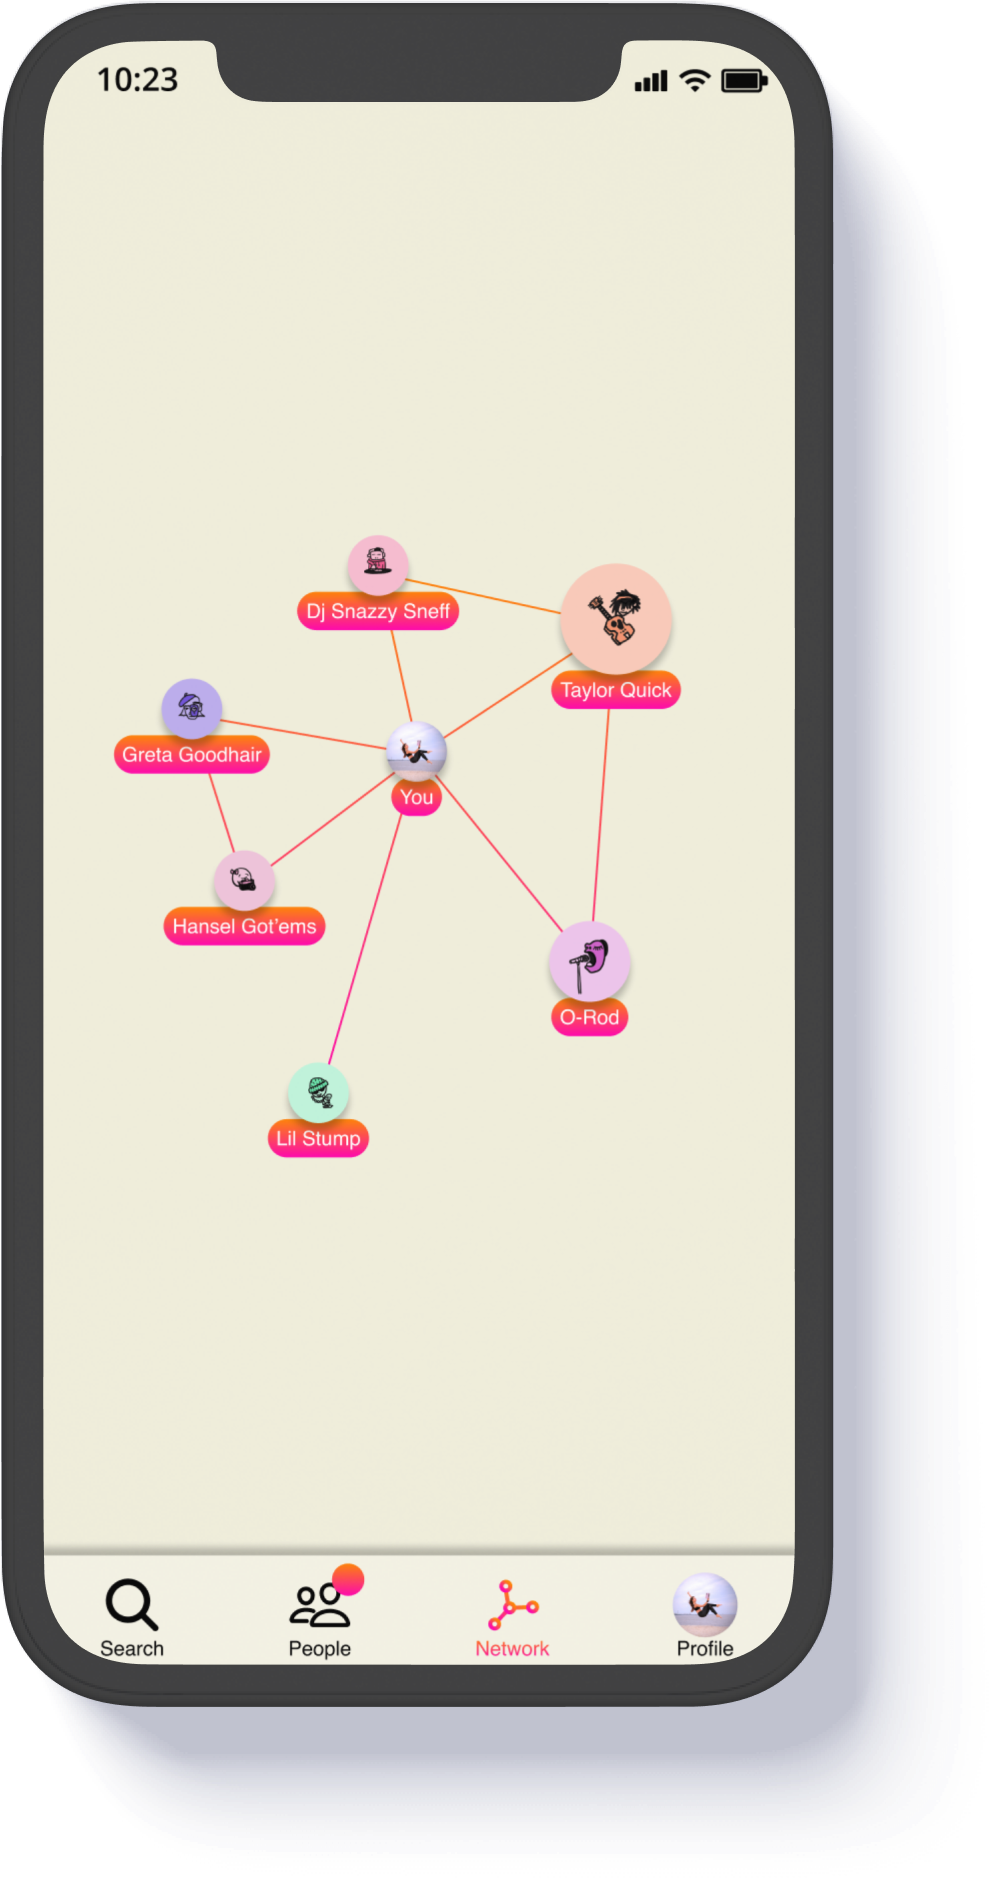 10:23
Dj Snazzy Sneff
Taylor Quick
Greta Goodhair
You
Hansel Got'ems
O-Rod
Lil Stump
Search
People
Network
Profile